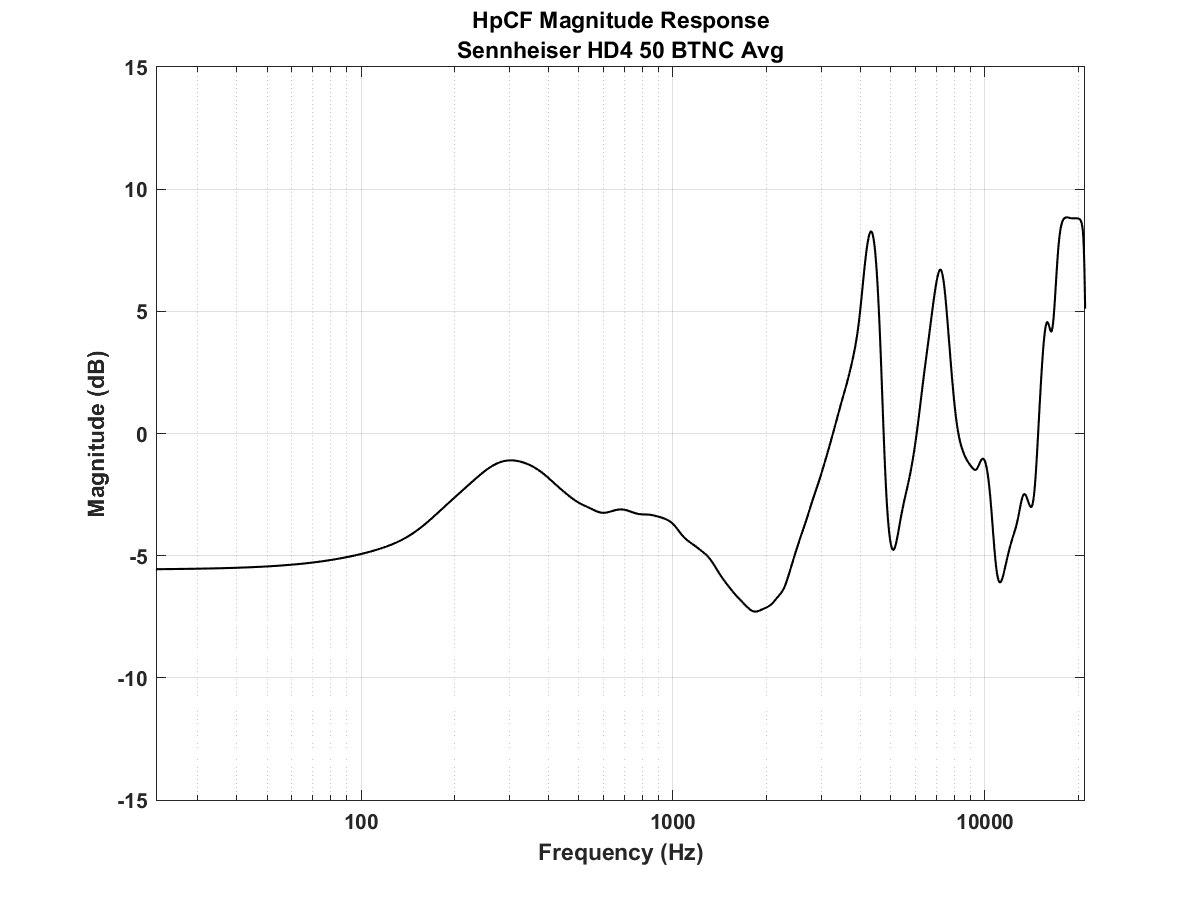 HpCF Magnitude Response
Sennheiser HD4 50 BTNC Avg
15
10
5
0
-5
-10
-15
Magnitude (dB)
100
1000
10000
Frequency (Hz)